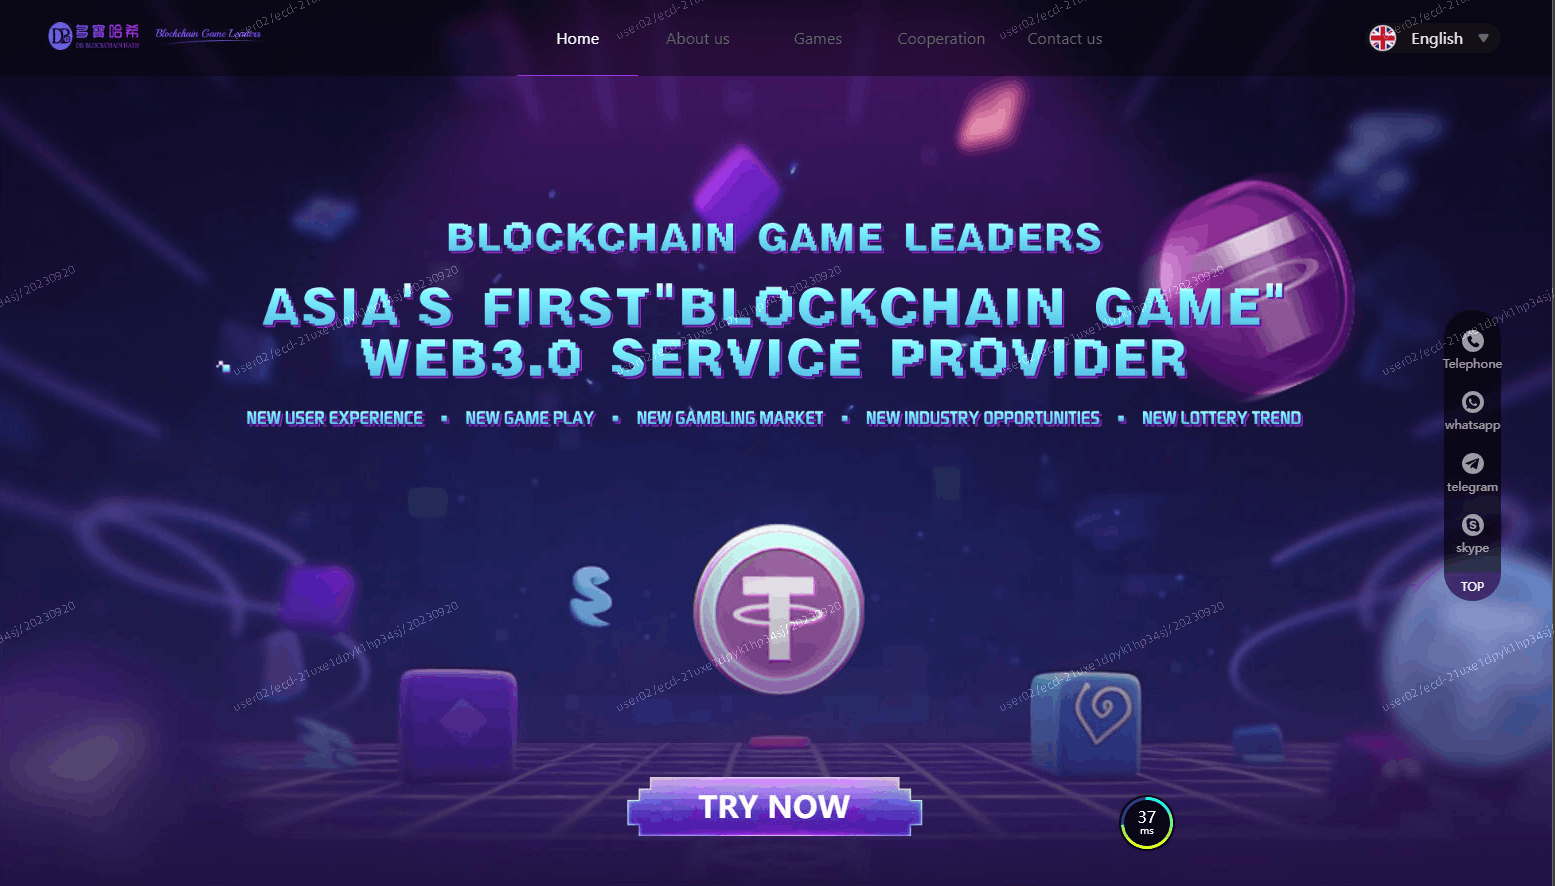 多寶哈希
DB BLOCKCHAIN HASH
Blockchain Game Leaders
Home
About us
Games
Cooperation
Contact us
English
BLOCKCHAIN GAME LEADERS
ASIA'S FIRST"BLOCKCHAIN GAME"
WEB3.0 SERVICE PROVIDER
NEW USER EXPERIENCE ▪ NEW GAME PLAY ▪ NEW GAMBLING MARKET ▪ NEW INDUSTRY OPPORTUNITIES ▪ NEW LOTTERY TREND
Telephone
whatsapp
telegram
skype
TOP
TRY NOW
37
ms
user02/ecd-21uxe1dpyk1hp34sj/20230920